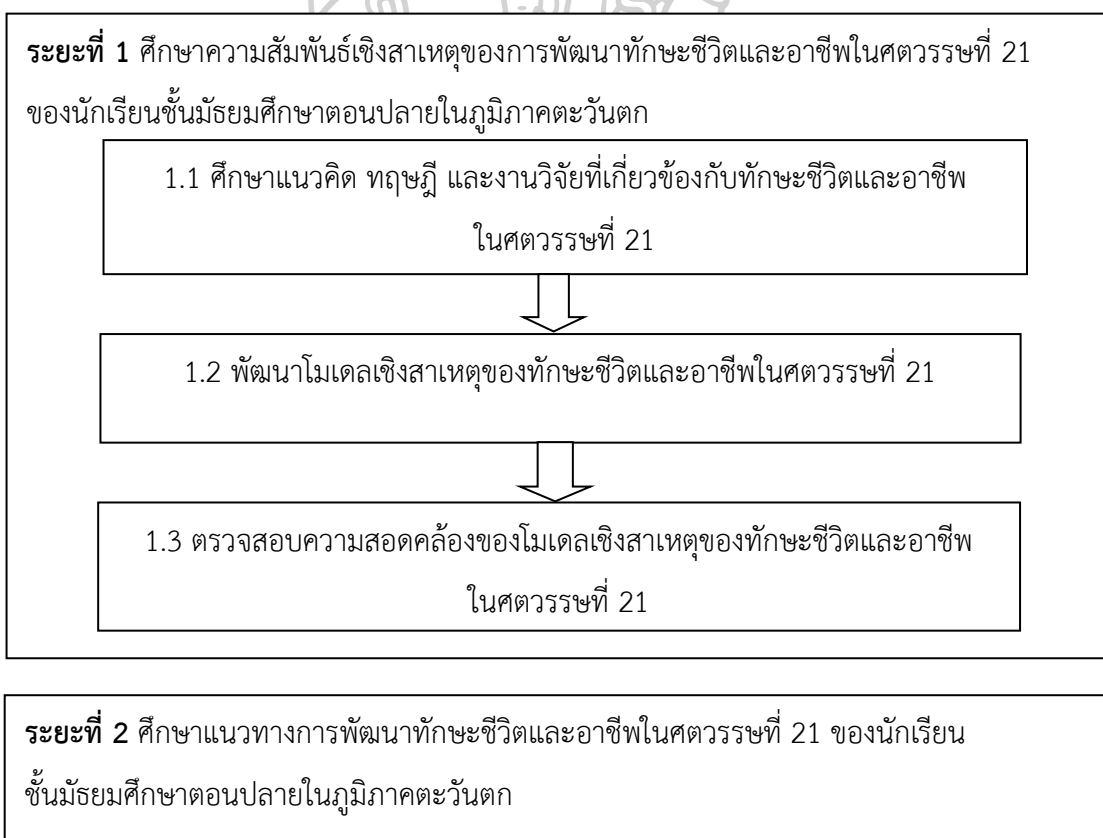 ระยะที่ 1 ศึกษาความสัมพันธ์เชิงสาเหตุของการพัฒนาทักษะชีวิตและอาชีพในศตวรรษที่ 21
ของนักเรียนชั้นมัธยมศึกษาตอนปลายในภูมิภาคตะวันตก
1.1 ศึกษาแนวคิด ทฤษฎี และงานวิจัยที่เกี่ยวข้องกับทักษะชีวิตและอาชีพ
ในศตวรรษที่ 21
1.2 พัฒนาโมเดลเชิงสาเหตุของทักษะชีวิตและอาชีพในศตวรรษที่ 21
1.3 ตรวจสอบความสอดคล้องของโมเดลเชิงสาเหตุของทักษะชีวิตและอาชีพ
ในศตวรรษที่ 21
ระยะที่ 2 ศึกษาแนวทางการพัฒนาทักษะชีวิตและอาชีพในศตวรรษที่ 21 ของนักเรียน
ชั้นมัธยมศึกษาตอนปลายในภูมิภาคตะวันตก